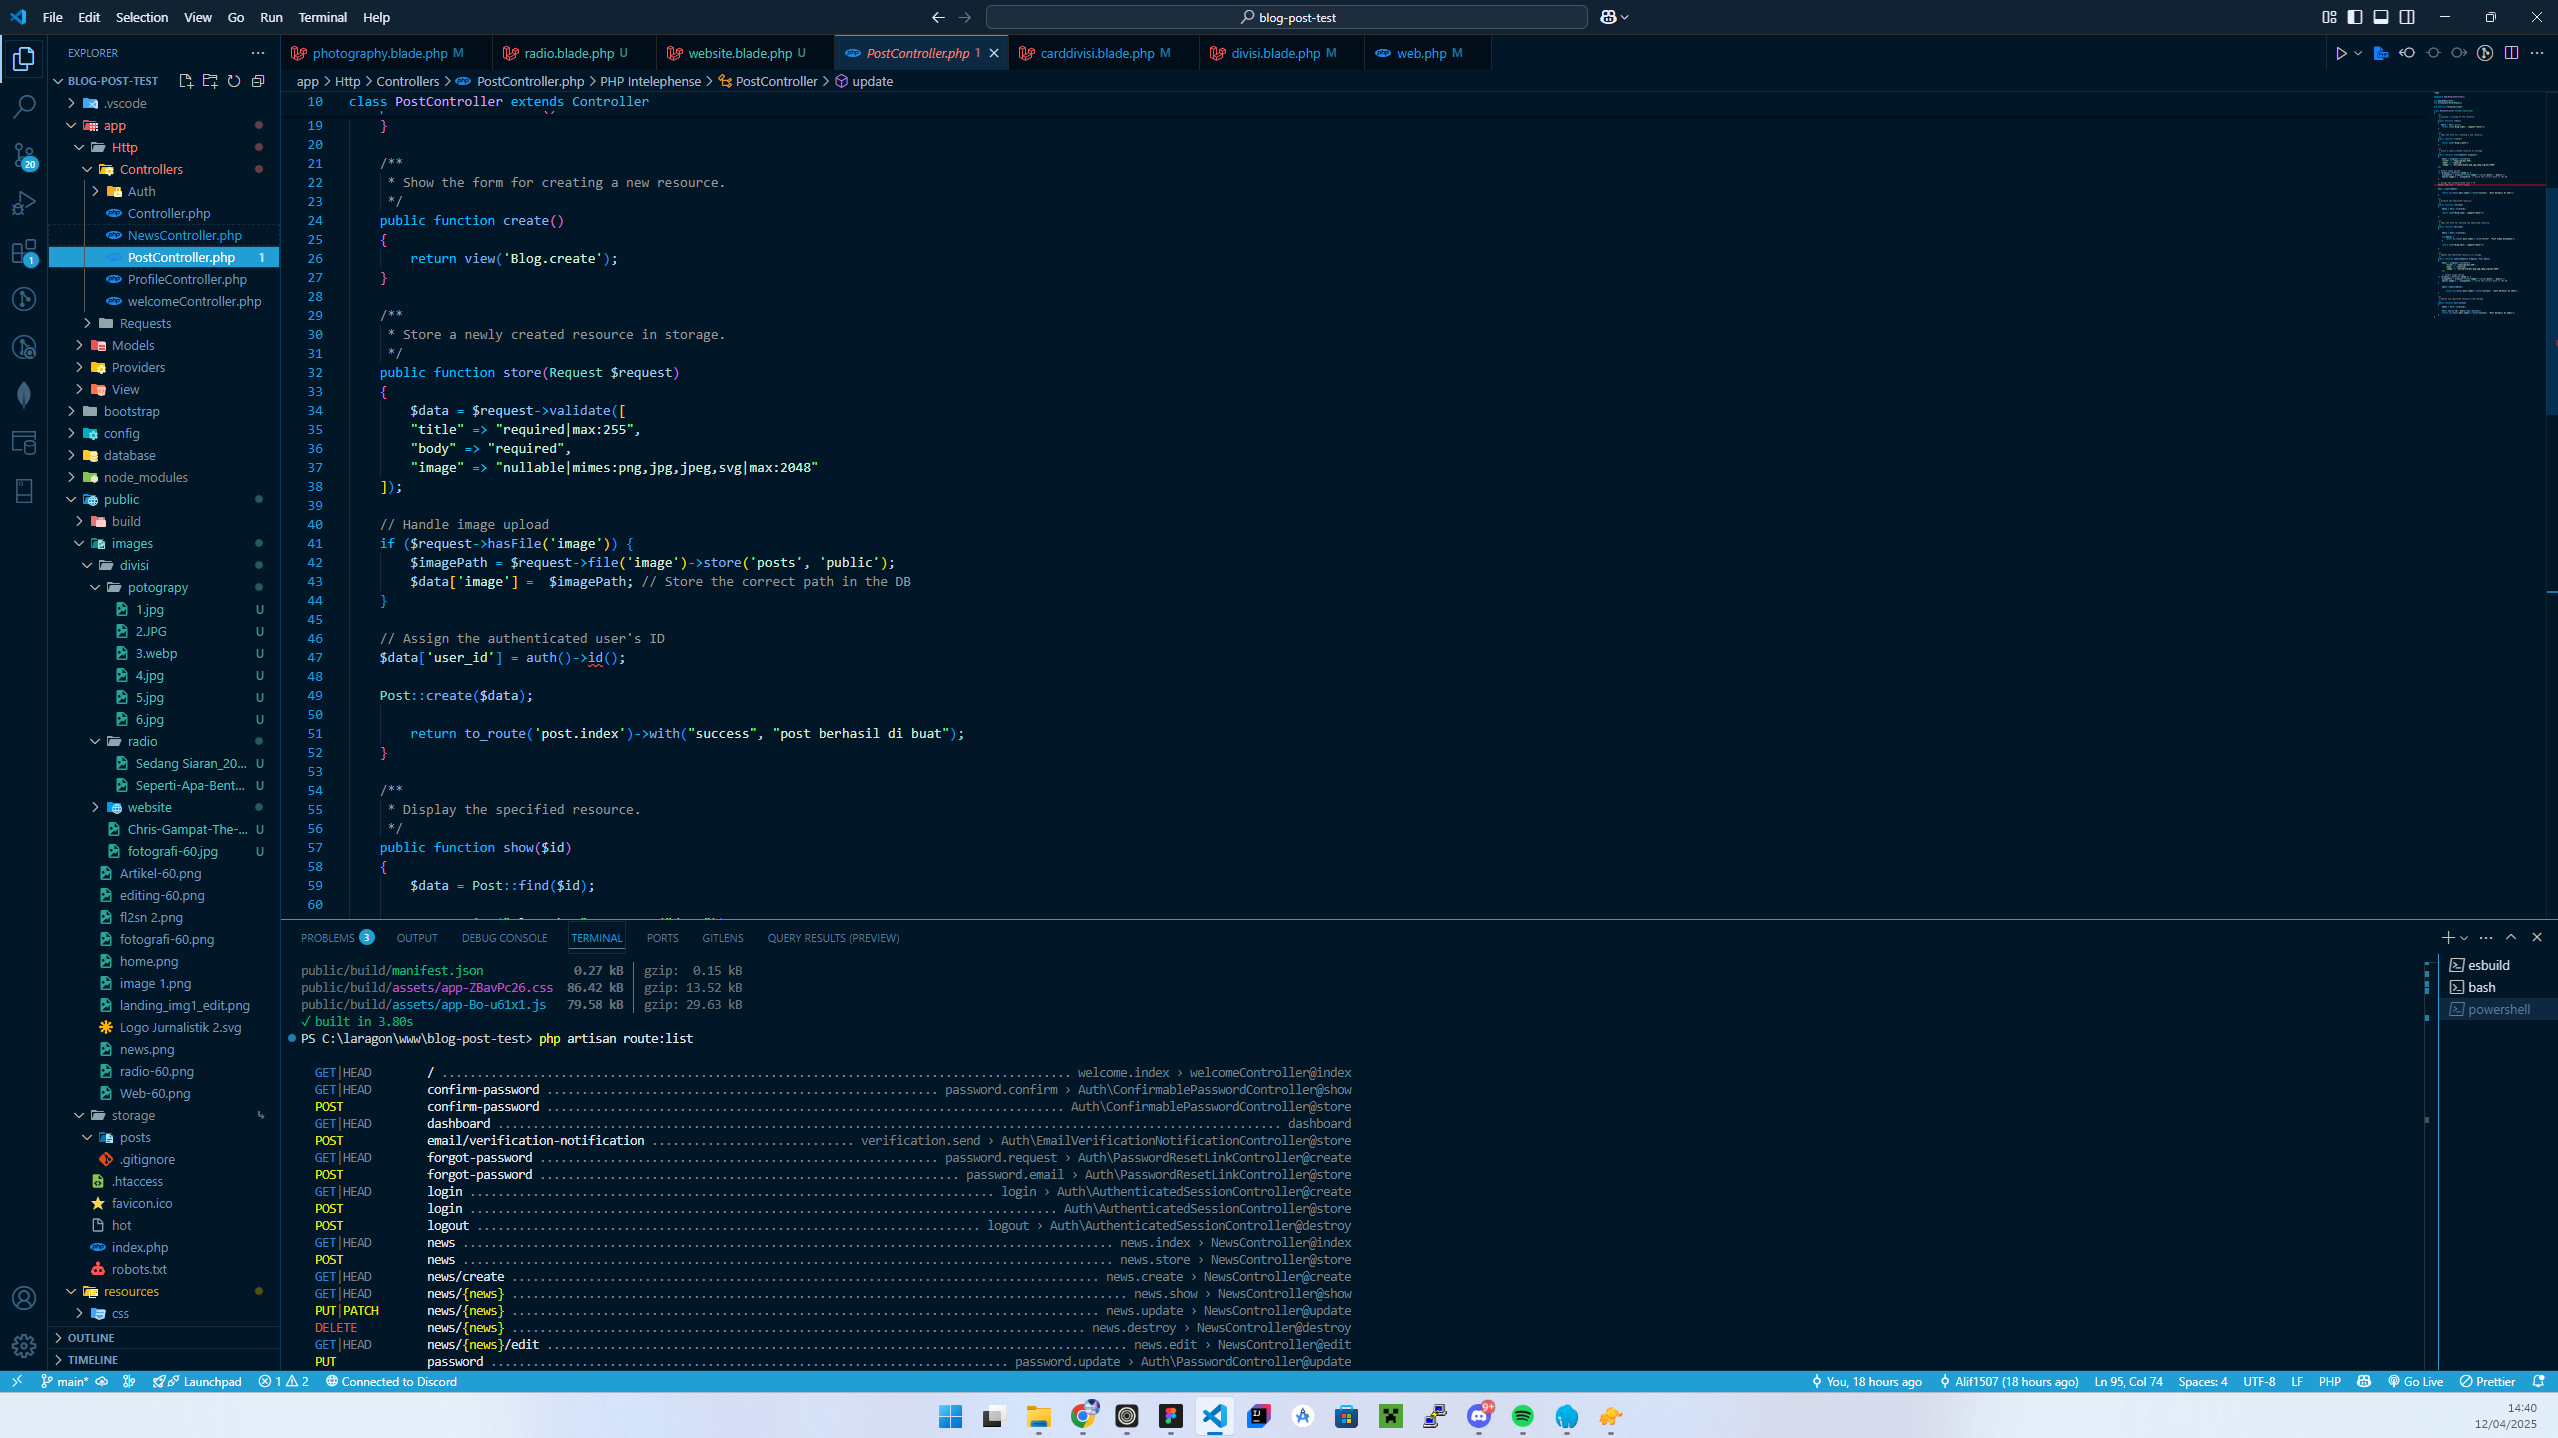 File Edit Selection View Go Run Terminal Help
blog-post-test
EXPLORER
BLOG-POST-TEST
.vscode
app
Http
Controllers
Auth
Controller.php
NewsController.php
PostController.php 1
ProfileController.php
welcomeController.php
Requests
Models
Providers
View
bootstrap
config
database
node_modules
public
build
images
divisi
potograpy
1.jpg U
2.JPG U
3.webp U
4.jpg U
5.jpg U
6.jpg U
radio
Sedang Siaran_20... U
Seperti-Apa-Bent... U
website
Chris-Gampat-The-... U
fotografi-60.jpg U
Artikel-60.png
editing-60.png
fl2sn 2.png
fotografi-60.png
home.png
image 1.png
landing_img1_edit.png
Logo Jurnalistik 2.svg
news.png
radio-60.png
Web-60.png
storage
posts
.gitignore
.htaccess
favicon.ico
hot
index.php
robots.txt
resources
css
OUTLINE
TIMELINE
20
1
photography.blade.php M radio.blade.php U website.blade.php U PostController.php 1 carddivisi.blade.php M divisi.blade.php M web.php M
app > Http > Controllers > PostController.php > PHP Intelephense > PostController > update
10 class PostController extends Controller
19 }
20
21 /**
22 * Show the form for creating a new resource.
23 */
24 public function create()
25 {
26 return view('Blog.create');
27 }
28
29 /**
30 * Store a newly created resource in storage.
31 */
32 public function store(Request $request)
33 {
34 $data = $request->validate([
35 "title" => "required|max:255",
36 "body" => "required",
37 "image" => "nullable|mimes:png,jpg,jpeg,svg|max:2048"
38 ]);
39
40 // Handle image upload
41 if ($request->hasFile('image')) {
42 $imagePath = $request->file('image')->store('posts', 'public');
43 $data['image'] =  $imagePath; // Store the correct path in the DB
44 }
45
46 // Assign the authenticated user's ID
47 $data['user_id'] = auth()->id();
48
49 Post::create($data);
50
51 return to_route('post.index')->with("success", "post berhasil di buat");
52 }
53
54 /**
55 * Display the specified resource.
56 */
57 public function show($id)
58 {
59 $data = Post::find($id);
60
PROBLEMS 3 OUTPUT DEBUG CONSOLE TERMINAL PORTS GITLENS QUERY RESULTS (PREVIEW)
public/build/manifest.json 0.27 kB │ gzip: 0.15 kB
public/build/assets/app-ZBavPc26.css 86.42 kB │ gzip: 13.52 kB
public/build/assets/app-Bo-u61x1.js 79.58 kB │ gzip: 29.63 kB
✓ built in 3.80s
PS C:\laragon\www\blog-post-test> php artisan route:list
GET|HEAD / ........ welcome.index › welcomeController@index
GET|HEAD confirm-password ........ password.confirm › Auth\ConfirmablePasswordController@show
POST confirm-password ........ Auth\ConfirmablePasswordController@store
GET|HEAD dashboard ........ dashboard
POST email/verification-notification ........ verification.send › Auth\EmailVerificationNotificationController@store
GET|HEAD forgot-password ........ password.request › Auth\PasswordResetLinkController@create
POST forgot-password ........ password.email › Auth\PasswordResetLinkController@store
GET|HEAD login ........ login › Auth\AuthenticatedSessionController@create
POST login ........ Auth\AuthenticatedSessionController@store
POST logout ........ logout › Auth\AuthenticatedSessionController@destroy
GET|HEAD news ........ news.index › NewsController@index
POST news ........ news.store › NewsController@store
GET|HEAD news/create ........ news.create › NewsController@create
GET|HEAD news/{news} ........ news.show › NewsController@show
PUT|PATCH news/{news} ........ news.update › NewsController@update
DELETE news/{news} ........ news.destroy › NewsController@destroy
GET|HEAD news/{news}/edit ........ news.edit › NewsController@edit
PUT password ........ password.update › Auth\PasswordController@update
esbuild
bash
powershell
main* Launchpad 1 2 Connected to Discord You, 18 hours ago Alif1507 (18 hours ago) Ln 95, Col 74 Spaces: 4 UTF-8 LF PHP Go Live Prettier
9+
14:40
12/04/2025